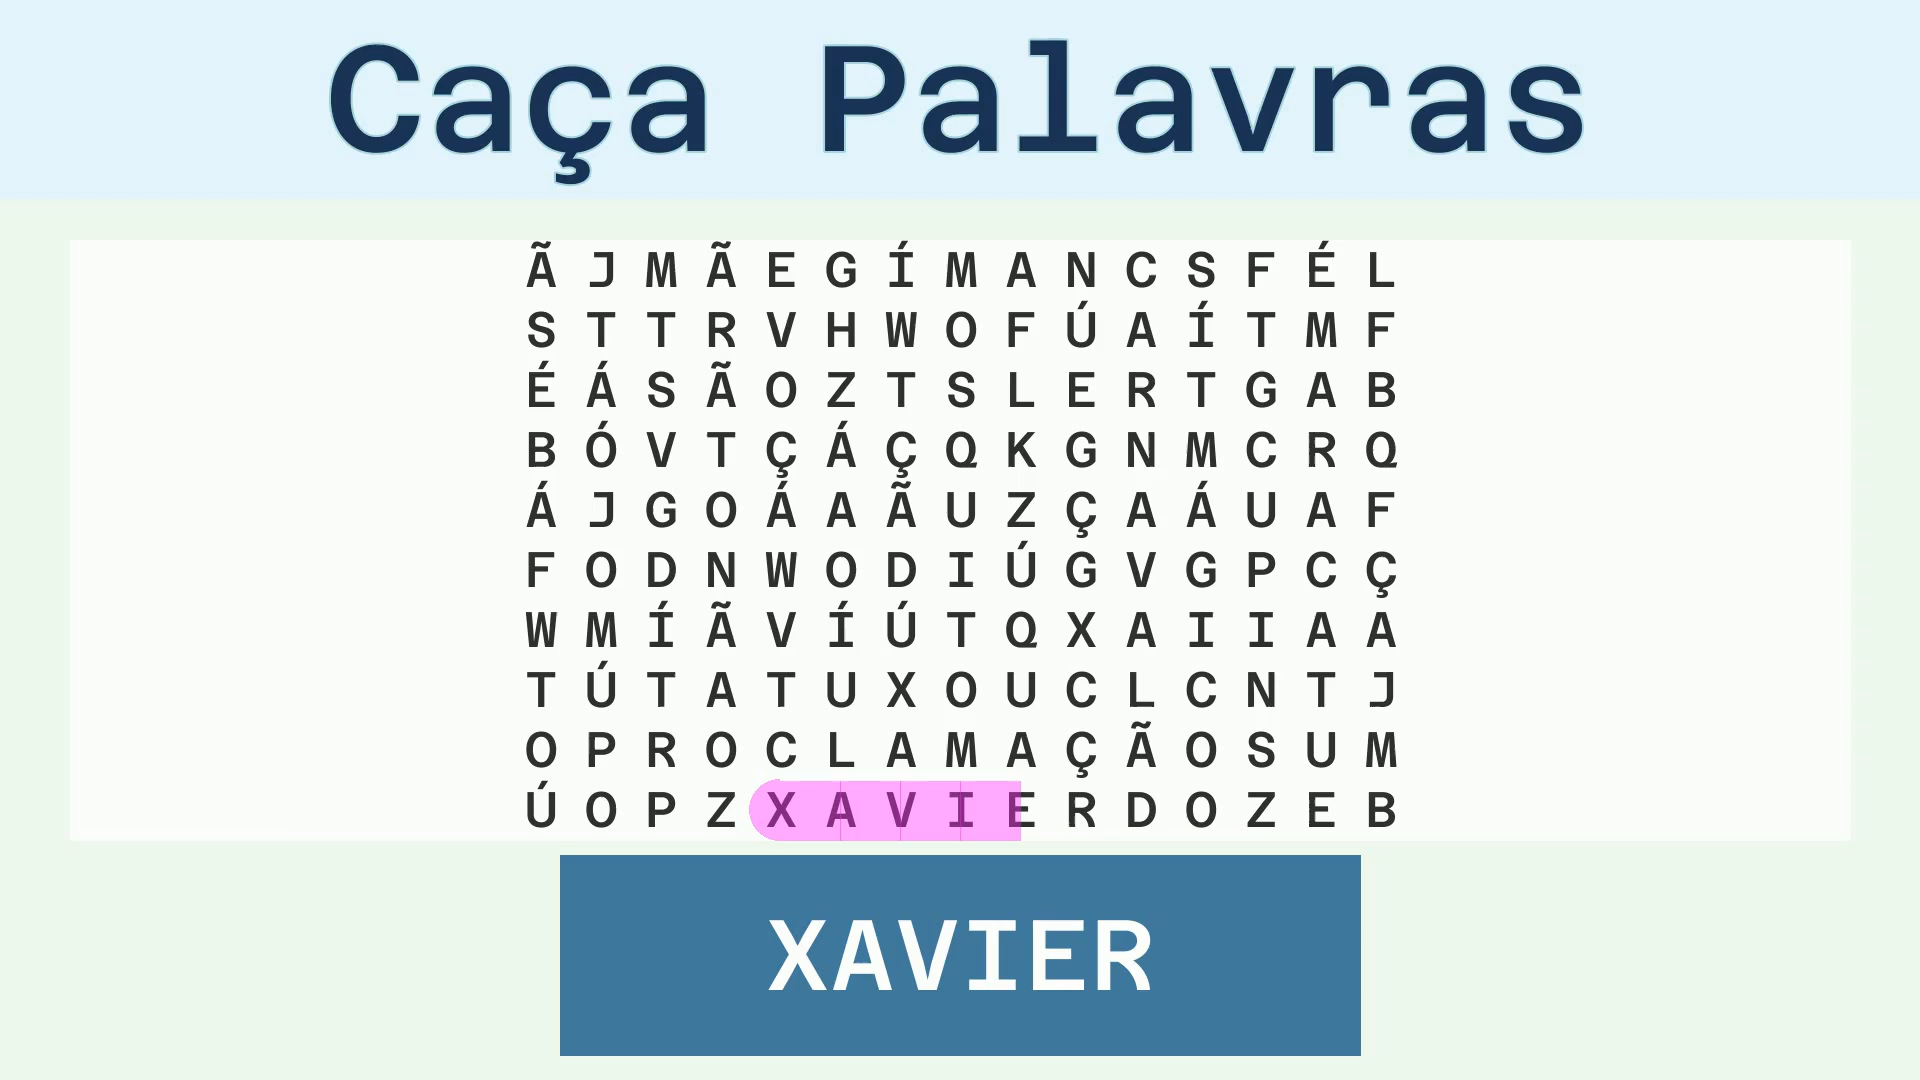 Caça Palavras
Ã J M Ã E G Í M A N C S F É L
S T T R V H W O F Ú A Í T M F
É Á S Ã O Z T S L E R T G A B
B Ó V T Ç Á Ç Q K G N M C R Q
Á J G O Á A Ã U Z Ç A Á U A F
F O D N W O D I Ú G V G P C Ç
W M Í Ã V Í Ú T Q X A I I A A
T Ú T A T U X O U C L C N T J
O P R O C L A M A Ç Ã O S U M
Ú O P Z X A V I E R D O Z E B
XAVIER